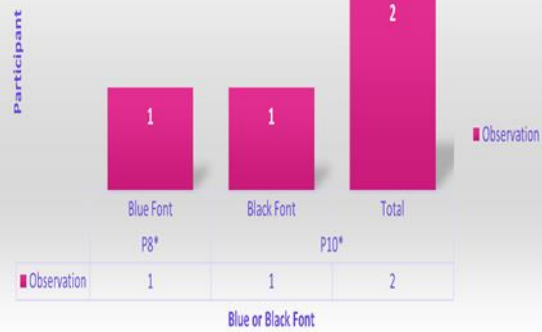 Participant
2
1 1
Observation
Blue Font Black Font Total
P8* P10*
Observation 1 1 2
Blue or Black Font